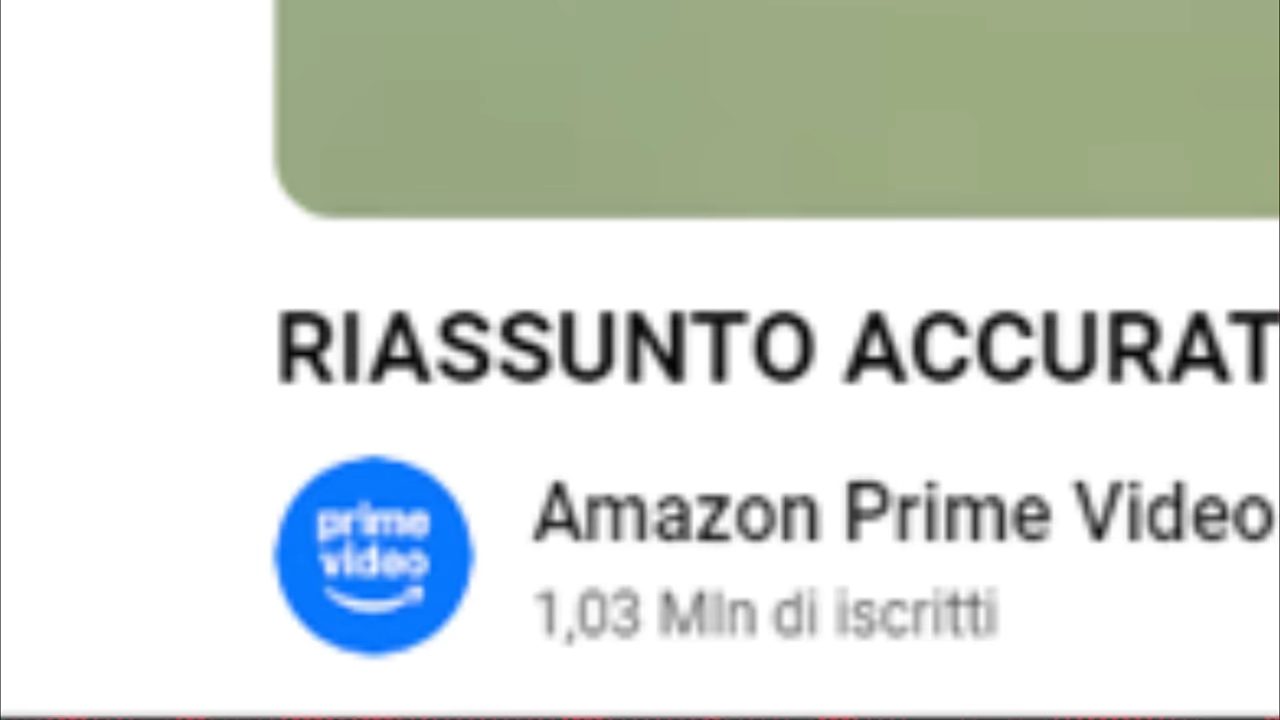 RIASSUNTO ACCURAT
prime
video
Amazon Prime Video
1,03 Mln di iscritti